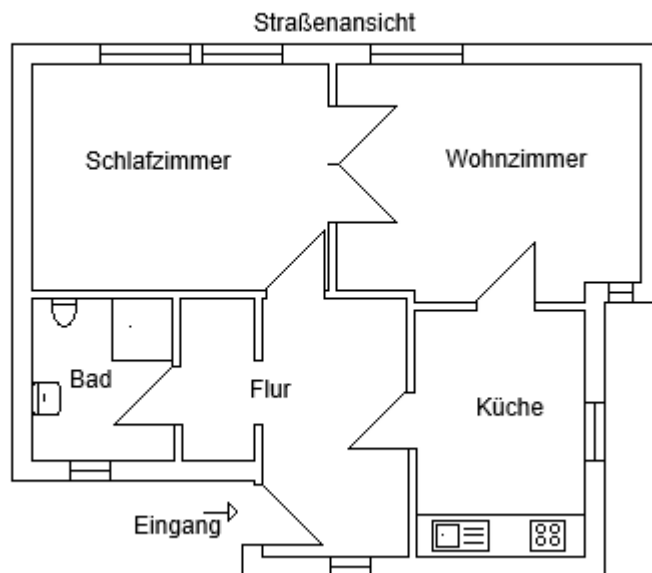 Straßenansicht
Schlafzimmer
Wohnzimmer
Bad
Flur
Küche
Eingang